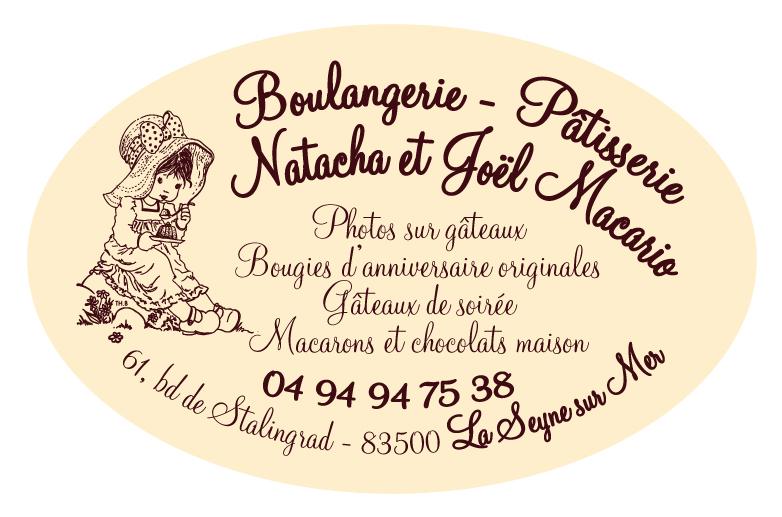 Boulangerie - Pâtisserie
Natacha et Joël Macario
Photos sur gâteaux
Bougies d'anniversaire originales
Gâteaux de soirée
Macarons et chocolats maison
04 94 94 75 38
61, bd de Stalingrad - 83500 La Seyne sur Mer
TH.B